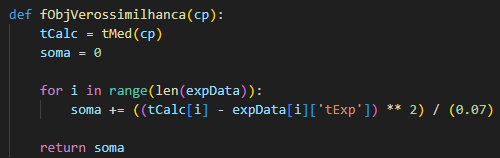 def fObjVerossimilhanca(cp):
    tCalc = tMed(cp)
    soma = 0
    for i in range(len(expData)):
        soma += ((tCalc[i] - expData[i]['tExp']) ** 2) / (0.07)
    return soma